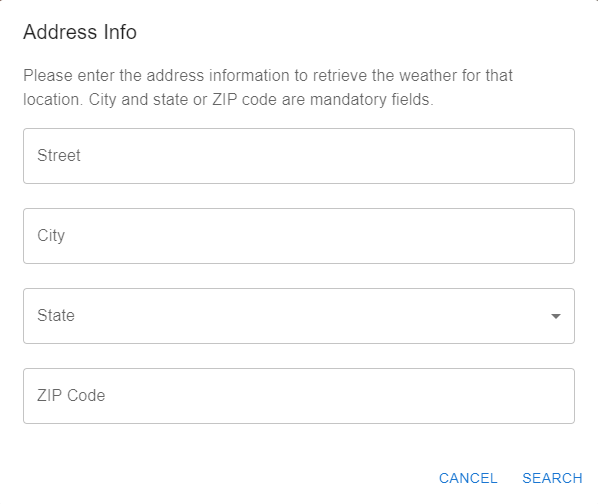 Address Info
Please enter the address information to retrieve the weather for that
location. City and state or ZIP code are mandatory fields.
Street
City
State
ZIP Code
CANCEL SEARCH